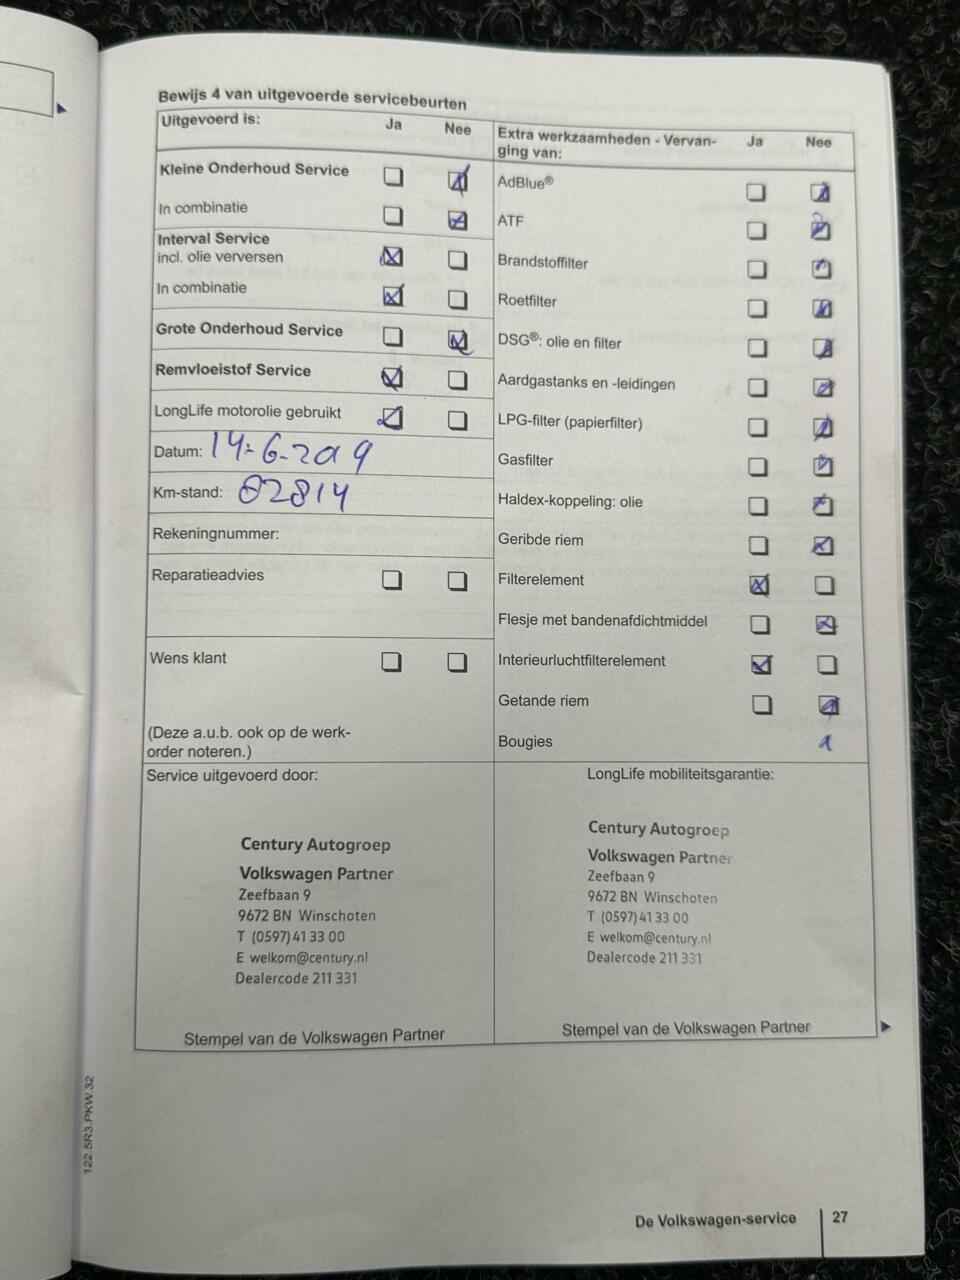 Bewijs 4 van uitgevoerde servicebeurten
Uitgevoerd is: Ja Nee
Kleine Onderhoud Service
In combinatie
Interval Service
incl. olie verversen
In combinatie
Grote Onderhoud Service
Remvloeistof Service
LongLife motorolie gebruikt
Datum: 14-6-2019
Km-stand: 82814
Rekeningnummer:
Reparatieadvies
Wens klant
(Deze a.u.b. ook op de werk-
order noteren.)
Extra werkzaamheden - Vervan- Ja Nee
ging van:
AdBlue®
ATF
Brandstoffilter
Roetfilter
DSG®: olie en filter
Aardgastanks en -leidingen
LPG-filter (papierfilter)
Gasfilter
Haldex-koppeling: olie
Geribde riem
Filterelement
Flesje met bandenafdichtmiddel
Interieurluchtfilterelement
Getande riem
Bougies
Service uitgevoerd door:
Century Autogroep
Volkswagen Partner
Zeefbaan 9
9672 BN Winschoten
T (0597) 41 33 00
E welkom@century.nl
Dealercode 211 331
Stempel van de Volkswagen Partner
LongLife mobiliteitsgarantie:
Century Autogroep
Volkswagen Partner
Zeefbaan 9
9672 BN Winschoten
T (0597) 41 33 00
E welkom@century.nl
Dealercode 211 331
Stempel van de Volkswagen Partner
122.5R3.PKW.32
De Volkswagen-service 27